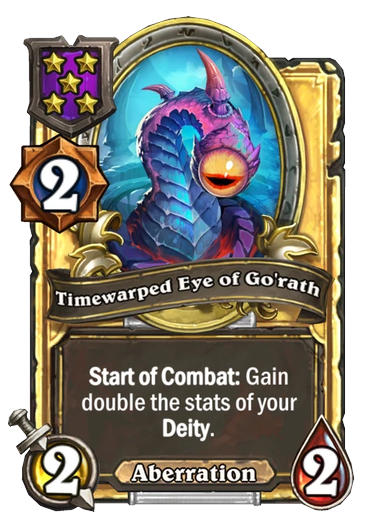 2
Timewarped Eye of Go'rath
Start of Combat: Gain
double the stats of your
Deity.
2
Aberration
2